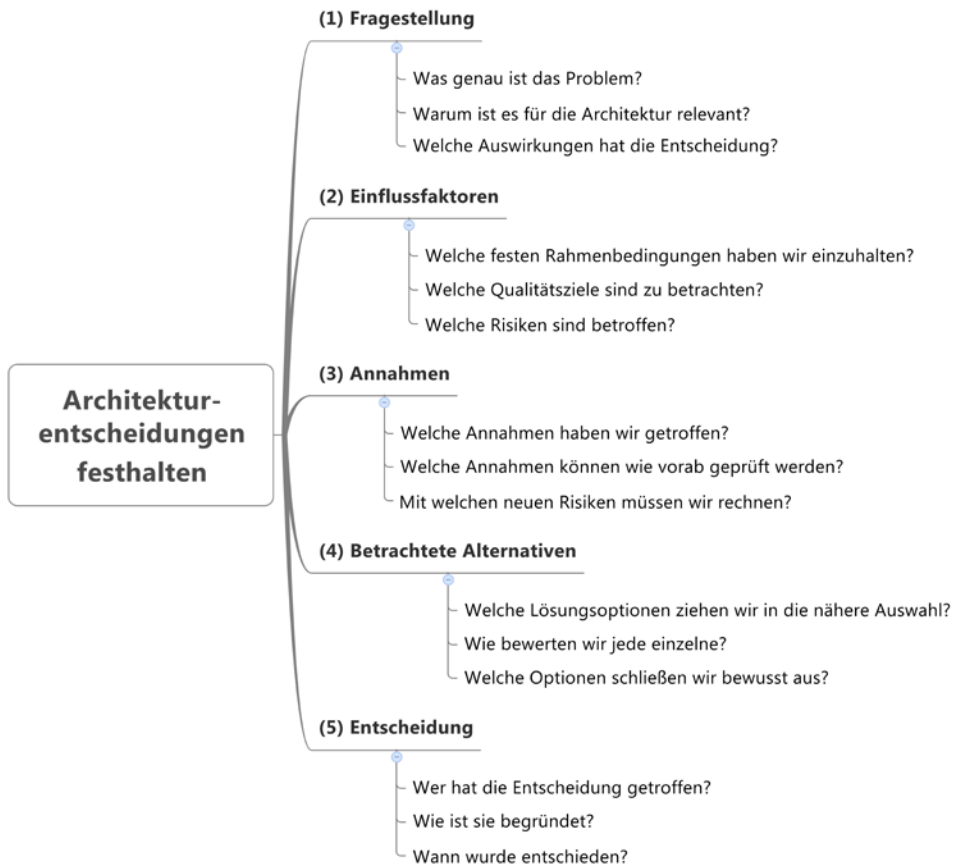 (1) Fragestellung
Was genau ist das Problem?
Warum ist es für die Architektur relevant?
Welche Auswirkungen hat die Entscheidung?
(2) Einflussfaktoren
Welche festen Rahmenbedingungen haben wir einzuhalten?
Welche Qualitätsziele sind zu betrachten?
Welche Risiken sind betroffen?
Architektur-
entscheidungen
festhalten
(3) Annahmen
Welche Annahmen haben wir getroffen?
Welche Annahmen können wie vorab geprüft werden?
Mit welchen neuen Risiken müssen wir rechnen?
(4) Betrachtete Alternativen
Welche Lösungsoptionen ziehen wir in die nähere Auswahl?
Wie bewerten wir jede einzelne?
Welche Optionen schließen wir bewusst aus?
(5) Entscheidung
Wer hat die Entscheidung getroffen?
Wie ist sie begründet?
Wann wurde entschieden?